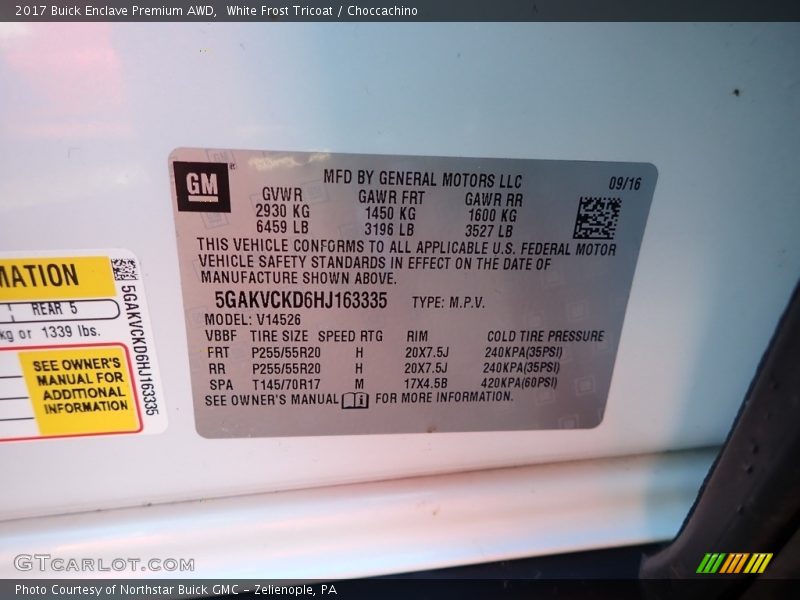 2017 Buick Enclave Premium AWD,  White Frost Tricoat / Choccachino
GM
MFD BY GENERAL MOTORS LLC
09/16
GVWR GAWR FRT GAWR RR
2930 KG 1450 KG 1600 KG
6459 LB 3196 LB 3527 LB
THIS VEHICLE CONFORMS TO ALL APPLICABLE U.S. FEDERAL MOTOR
VEHICLE SAFETY STANDARDS IN EFFECT ON THE DATE OF
MANUFACTURE SHOWN ABOVE.
5GAKVCKD6HJ163335 TYPE: M.P.V.
MODEL: V14526
VBBF TIRE SIZE SPEED RTG RIM COLD TIRE PRESSURE
FRT P255/55R20 H 20X7.5J 240KPA(35PSI)
RR P255/55R20 H 20X7.5J 240KPA(35PSI)
SPA T145/70R17 M 17X4.5B 420KPA(60PSI)
SEE OWNER'S MANUAL FOR MORE INFORMATION.
MATION
REAR 5
kg or 1339 lbs.
SEE OWNER'S
MANUAL FOR
ADDITIONAL
INFORMATION
5GAKVCKD6HJ163335
GTcarlot.com
Photo Courtesy of Northstar Buick GMC - Zelienople, PA